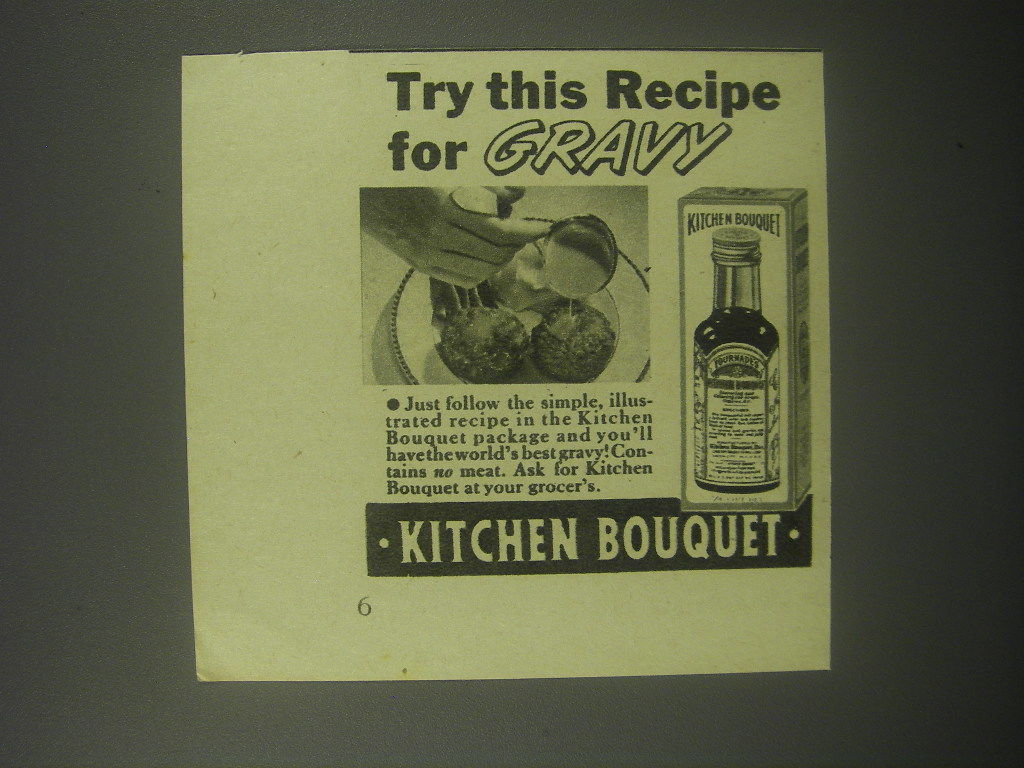 Try this Recipe
for GRAVY
KITCHEN BOUQUET
● Just follow the simple, illus-
trated recipe in the Kitchen
Bouquet package and you'll
have the world's best gravy! Con-
tains no meat. Ask for Kitchen
Bouquet at your grocer's.
· KITCHEN BOUQUET ·
6